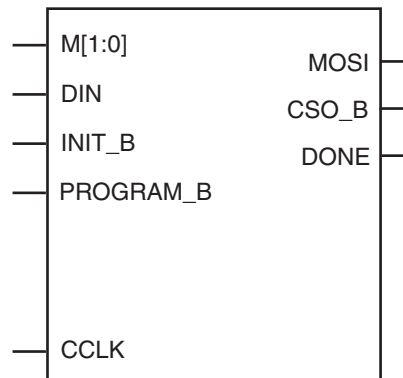 M[1:0]
DIN
INIT_B
PROGRAM_B
CCLK
MOSI
CSO_B
DONE